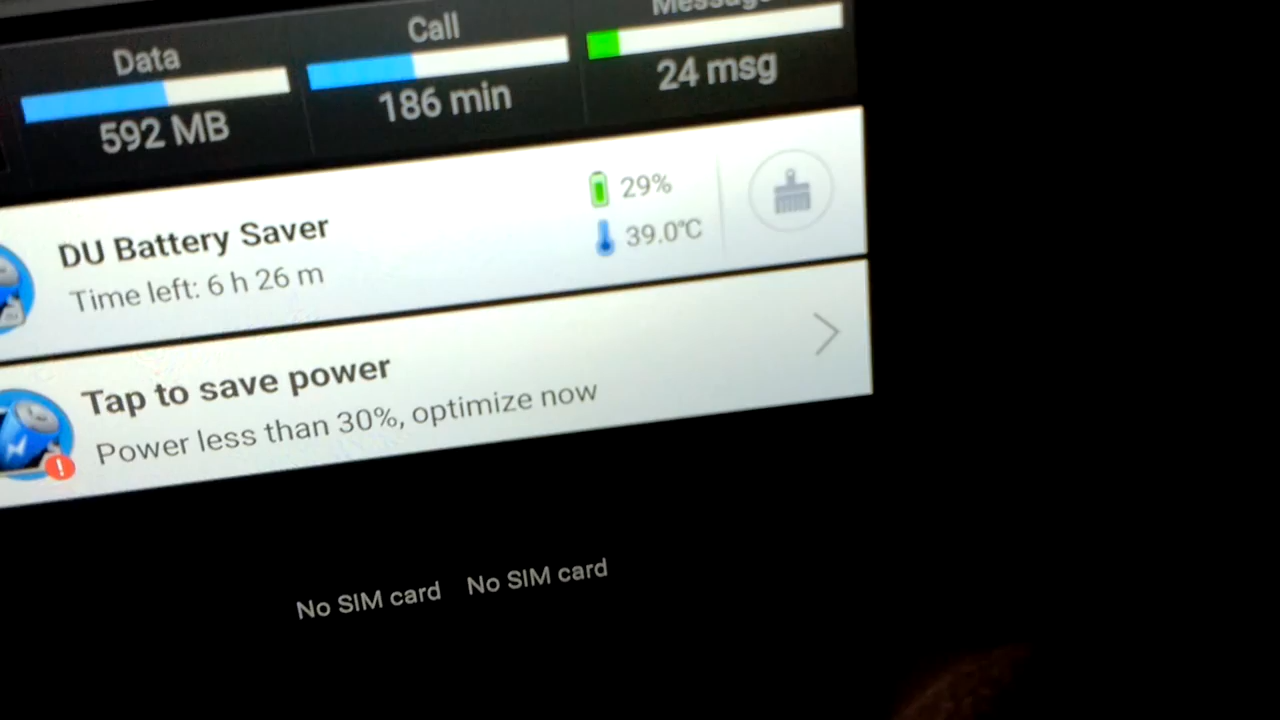 Data Call Message
592 MB 186 min 24 msg
DU Battery Saver
29%
Time left: 6 h 26 m
39.0°C
Tap to save power
Power less than 30%, optimize now
No SIM card No SIM card